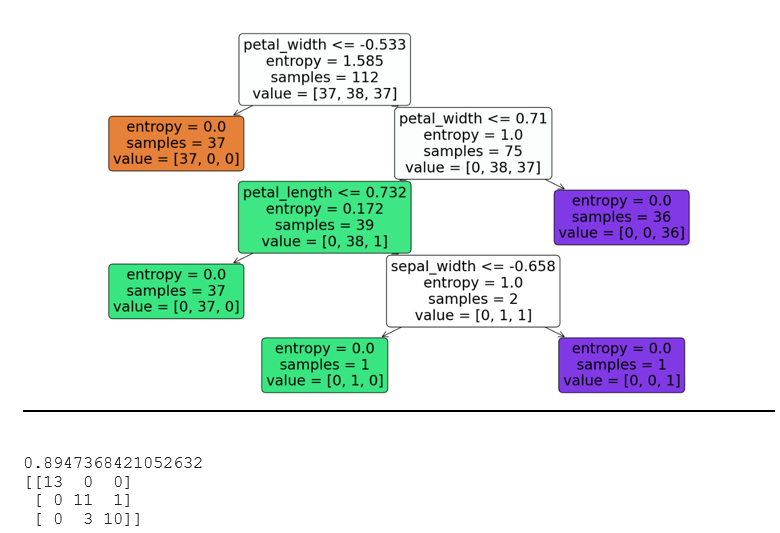 petal_width <= -0.533
entropy = 1.585
samples = 112
value = [37, 38, 37]
entropy = 0.0
samples = 37
value = [37, 0, 0]
petal_width <= 0.71
entropy = 1.0
samples = 75
value = [0, 38, 37]
petal_length <= 0.732
entropy = 0.172
samples = 39
value = [0, 38, 1]
entropy = 0.0
samples = 36
value = [0, 0, 36]
entropy = 0.0
samples = 37
value = [0, 37, 0]
sepal_width <= -0.658
entropy = 1.0
samples = 2
value = [0, 1, 1]
entropy = 0.0
samples = 1
value = [0, 1, 0]
entropy = 0.0
samples = 1
value = [0, 0, 1]
0.8947368421052632
[[13  0  0]
 [ 0 11  1]
 [ 0  3 10]]